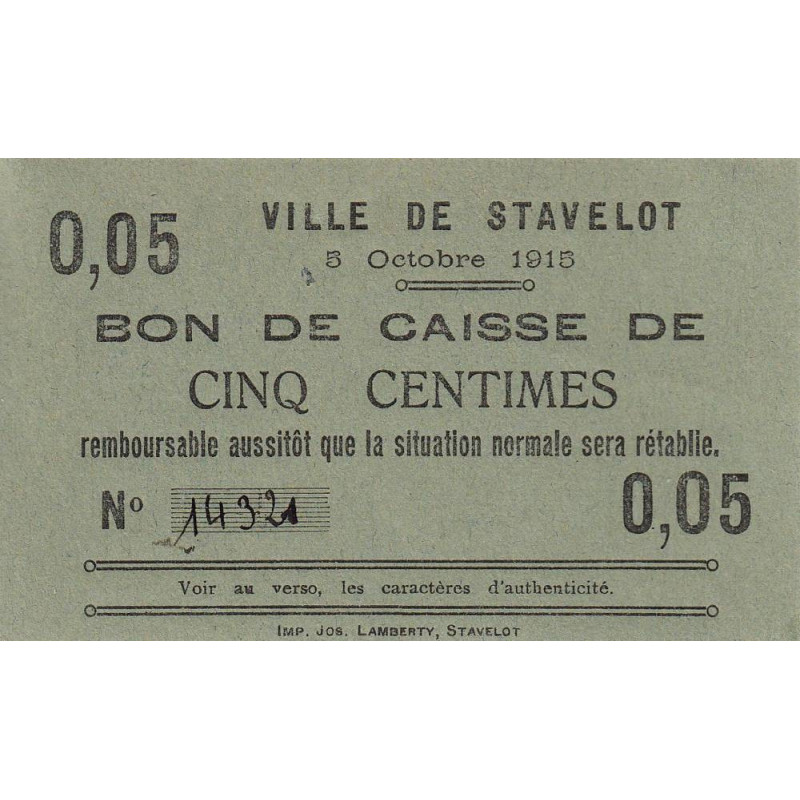 0,05
VILLE DE STAVELOT
5 Octobre 1915
BON DE CAISSE DE
CINQ CENTIMES
remboursable aussitôt que la situation normale sera rétablie.
No 14321
0,05
Voir au verso, les caractères d'authenticité.
IMP. JOS. LAMBERTY, STAVELOT